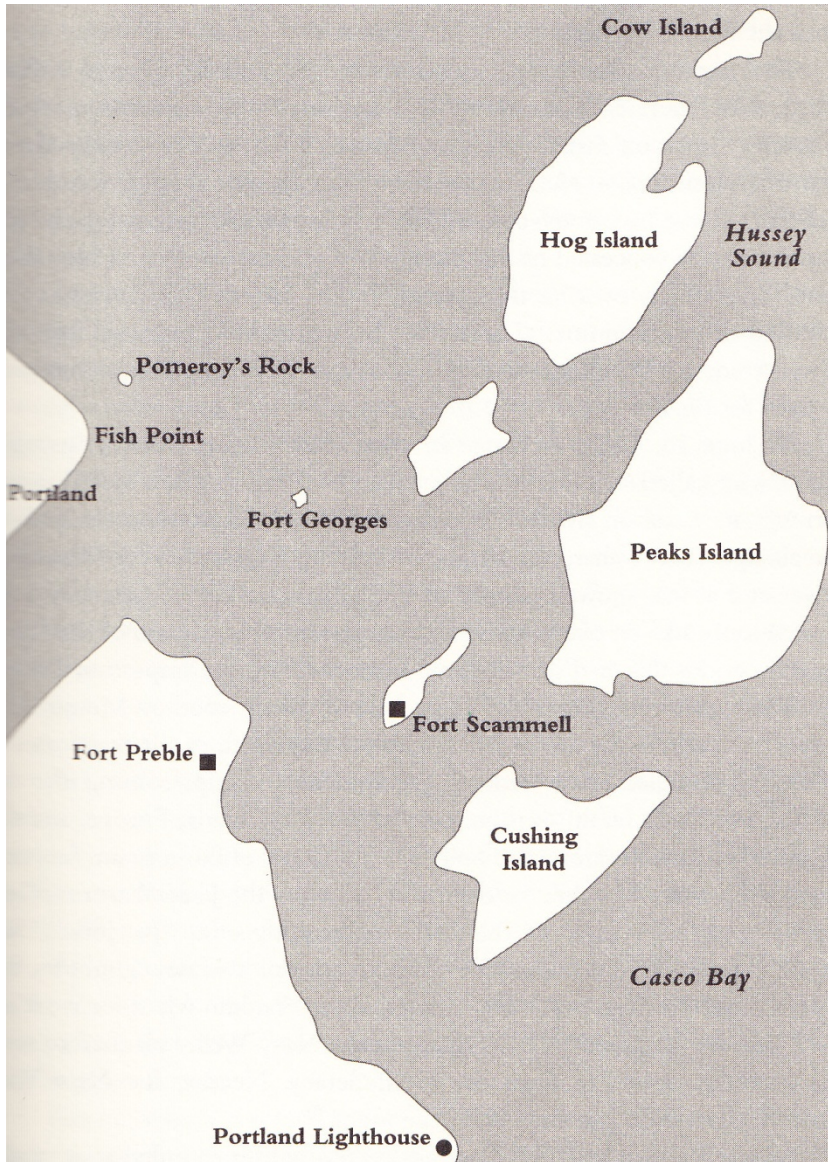 Cow Island
Hog Island
Hussey
Sound
Pomeroy's Rock
Fish Point
Portland
Fort Georges
Peaks Island
Fort Scammell
Fort Preble
Cushing
Island
Casco Bay
Portland Lighthouse